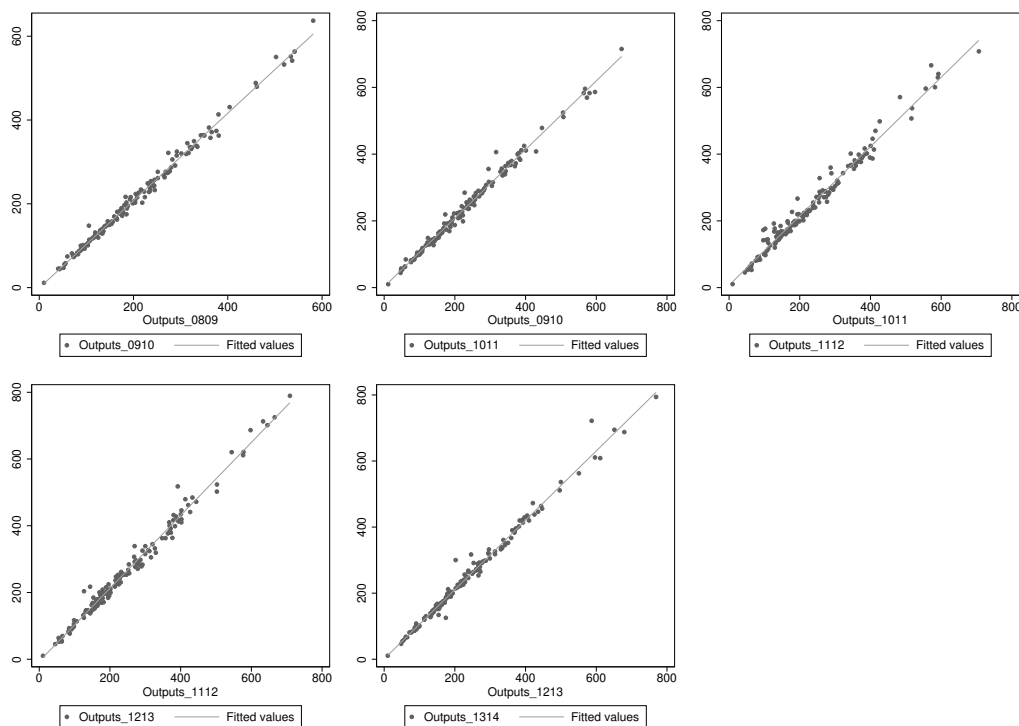 0 200 400 600
0 200 400 600
Outputs_0809
Outputs_0910 Fitted values
0 200 400 600 800
0 200 400 600 800
Outputs_0910
Outputs_1011 Fitted values
0 200 400 600 800
0 200 400 600 800
Outputs_1011
Outputs_1112 Fitted values
0 200 400 600 800
0 200 400 600 800
Outputs_1112
Outputs_1213 Fitted values
0 200 400 600 800
0 200 400 600 800
Outputs_1213
Outputs_1314 Fitted values